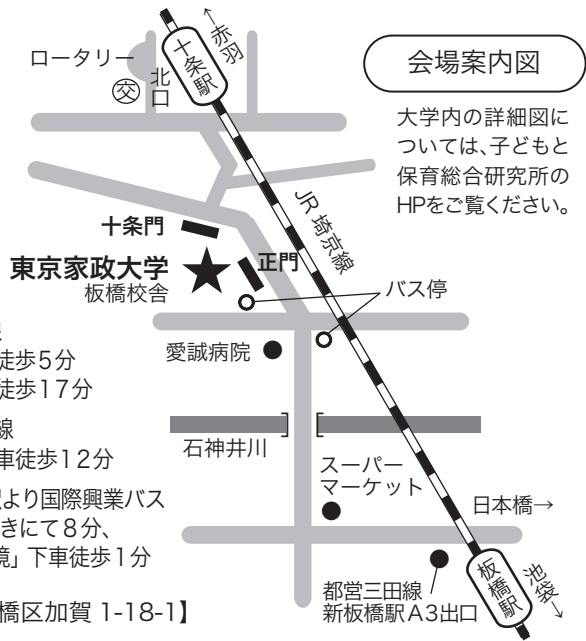 ↑赤羽
十条駅
ロータリー
北口
交
会場案内図
大学内の詳細図に
ついては、子どもと
保育総合研究所の
HPをご覧ください。
JR 埼京線
十条門
東京家政大学
板橋校舎
正門
バス停
愛誠病院
徒歩5分
徒歩17分
線
車徒歩12分
石神井川
スーパー
マーケット
より国際興業バス
きにて8分、
」下車徒歩1分
日本橋→
都営三田線
新板橋駅A3出口
板橋駅
池袋→
橋区加賀 1-18-1】